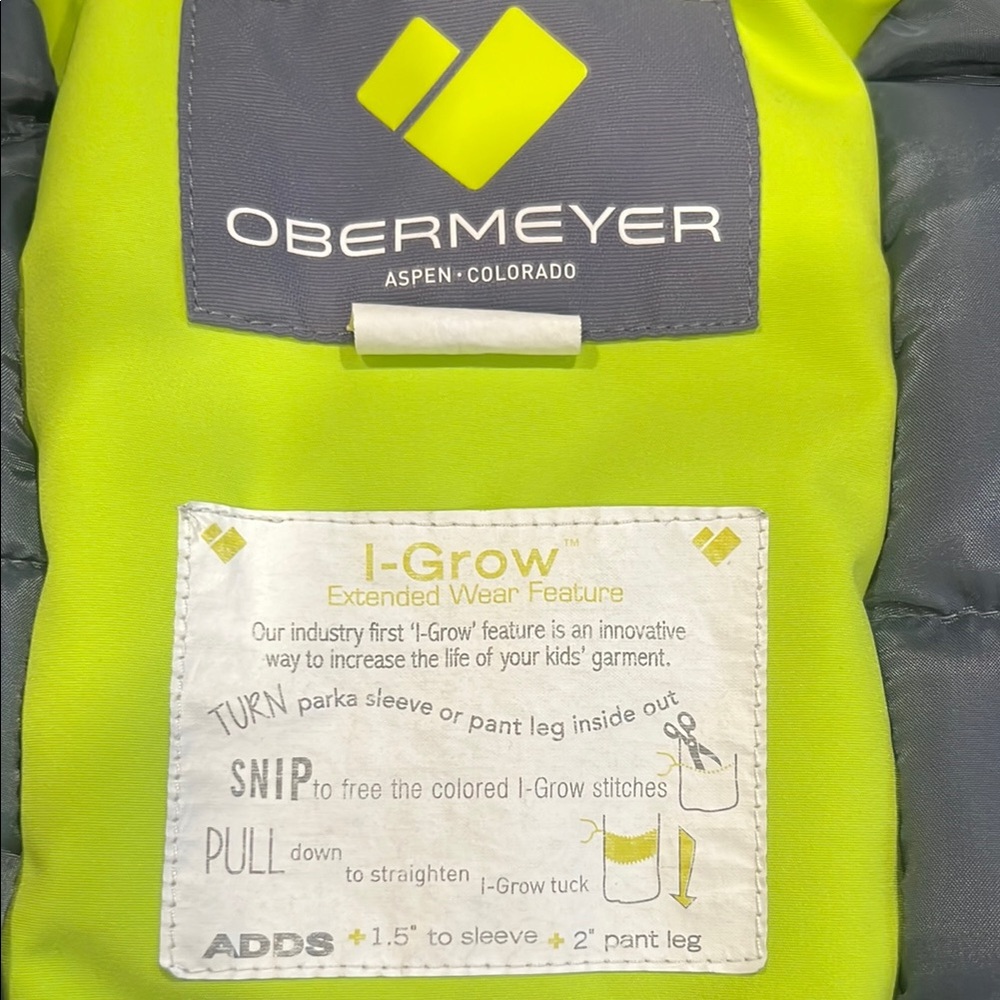 OBERMEYER
ASPEN · COLORADO
I-Grow™
Extended Wear Feature
Our industry first 'I-Grow' feature is an innovative
way to increase the life of your kids' garment.
TURN parka sleeve or pant leg inside out
SNIP to free the colored I-Grow stitches
PULL down to straighten I-Grow tuck
ADDS + 1.5" to sleeve + 2" pant leg